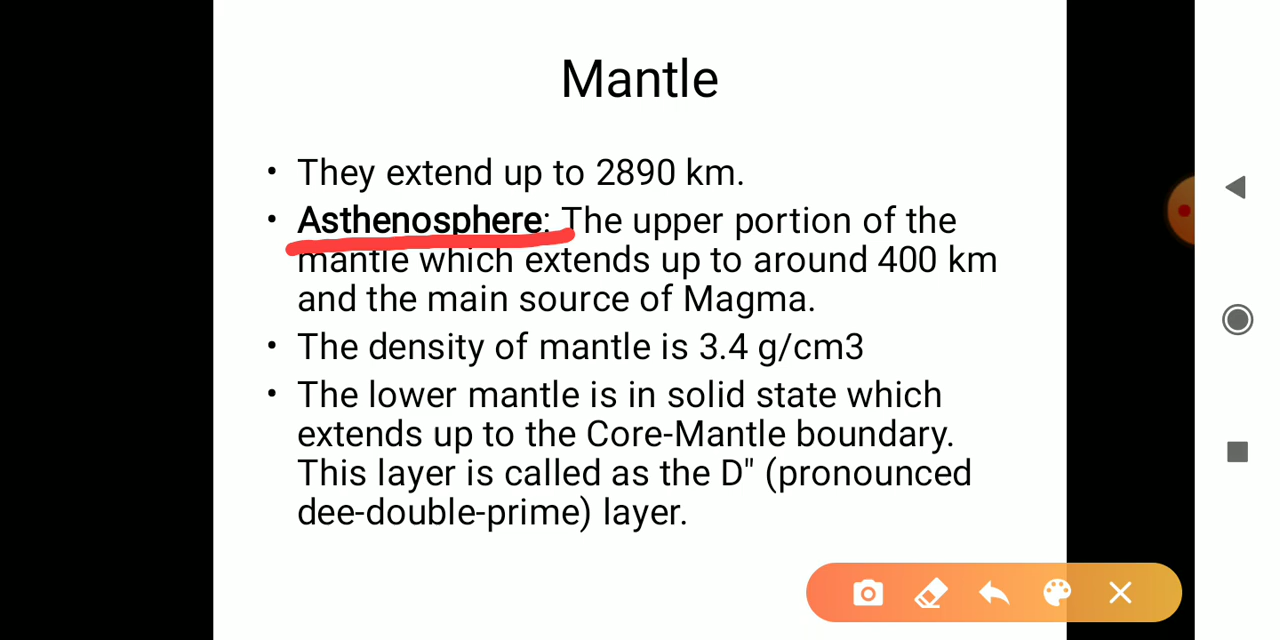 Mantle
• They extend up to 2890 km.
• Asthenosphere: The upper portion of the
mantle which extends up to around 400 km
and the main source of Magma.
• The density of mantle is 3.4 g/cm3
• The lower mantle is in solid state which
extends up to the Core-Mantle boundary.
This layer is called as the D" (pronounced
dee-double-prime) layer.